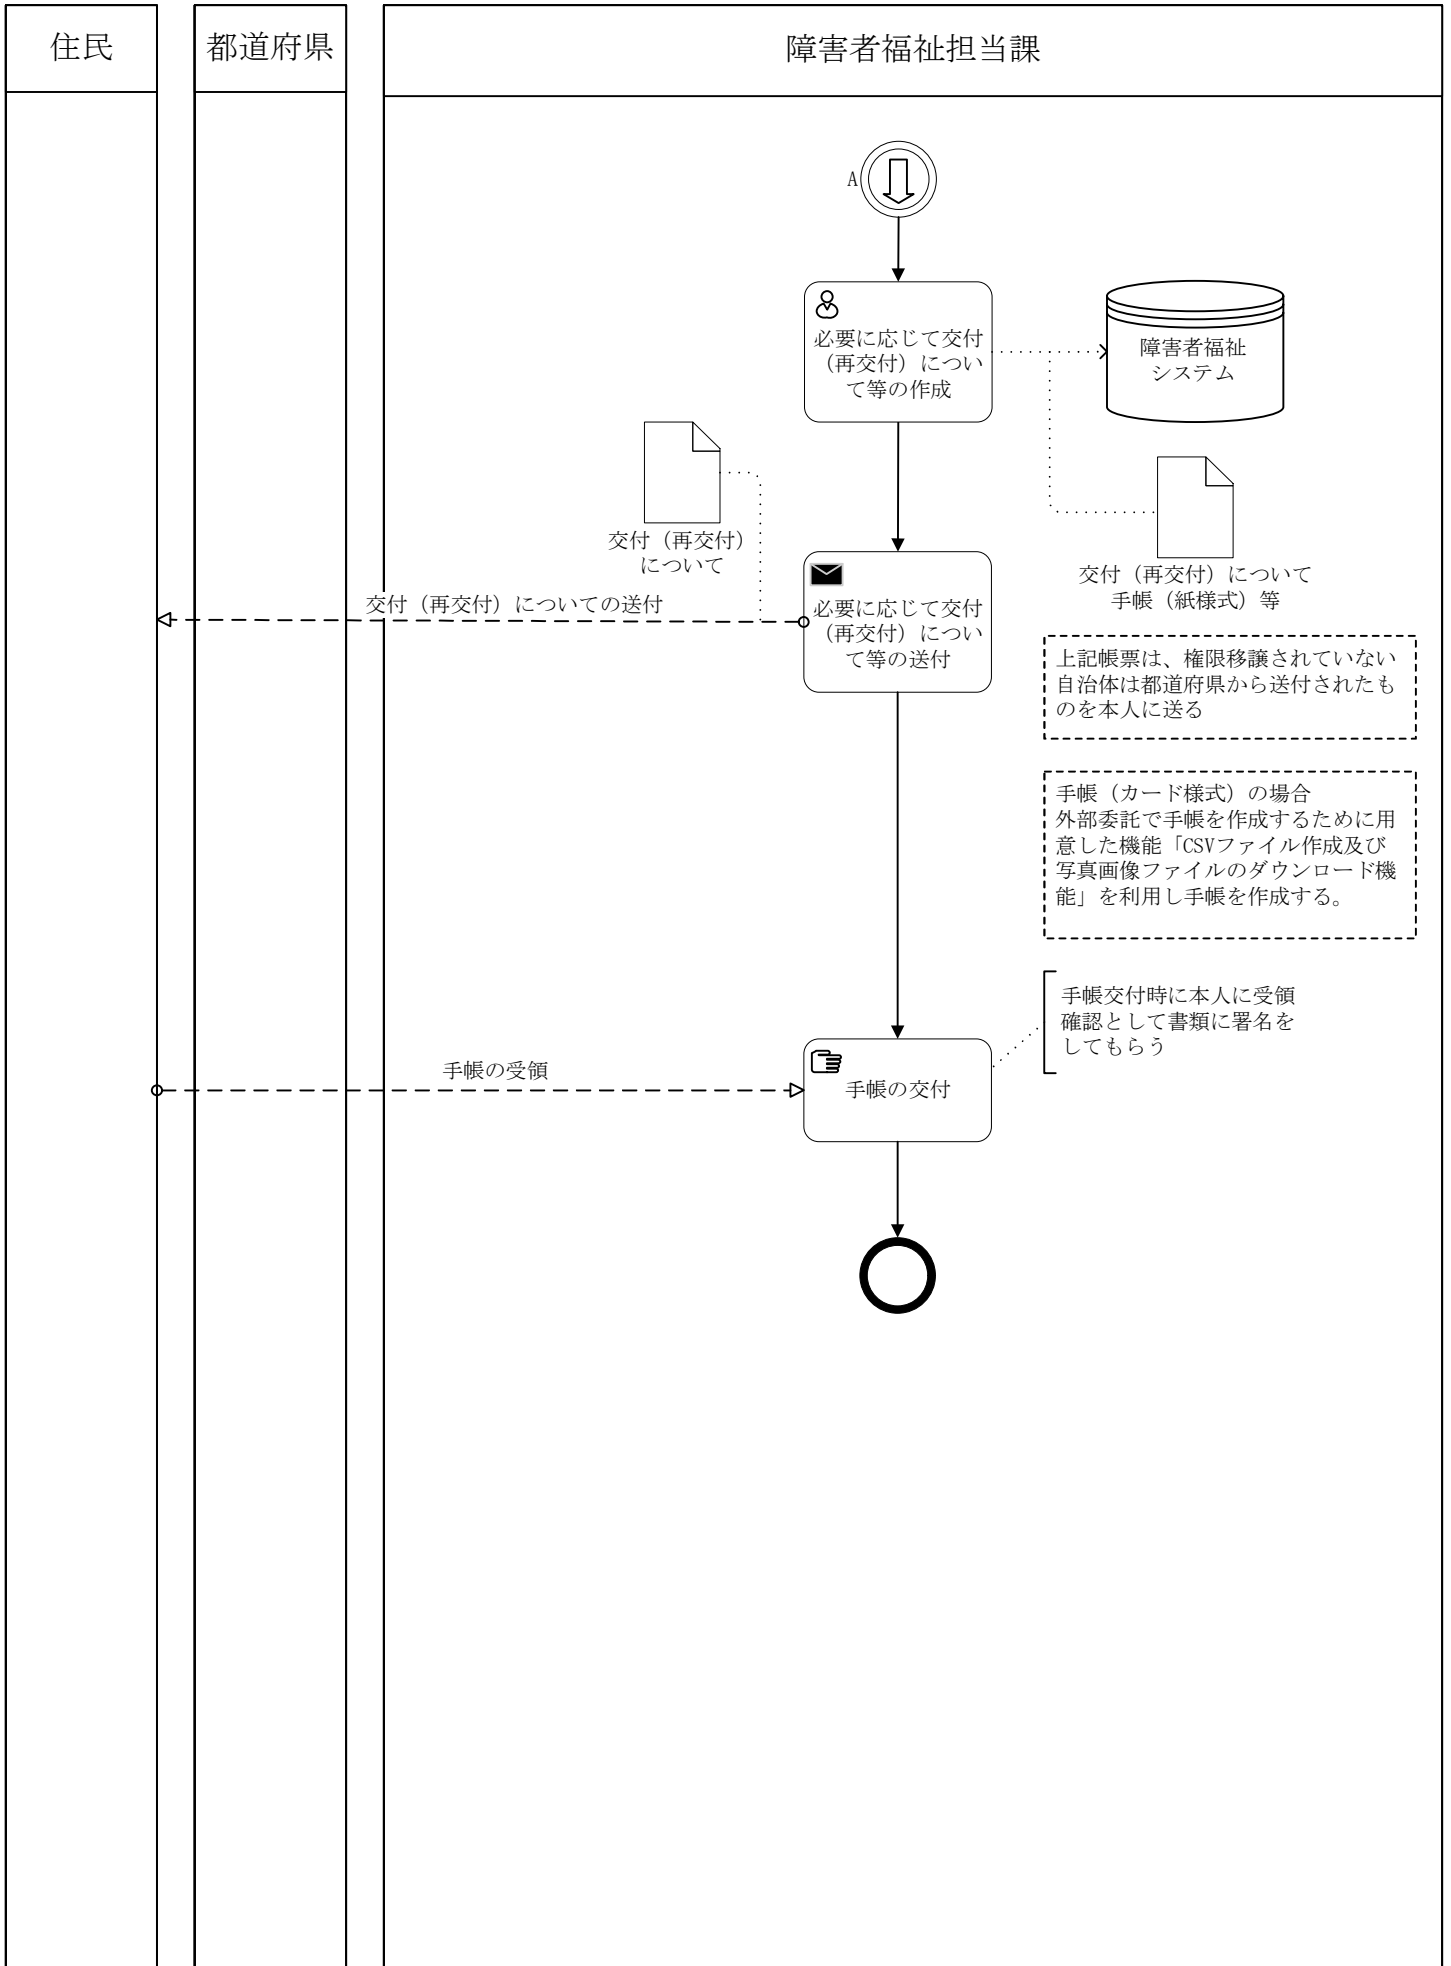 住民
都道府県
障害者福祉担当課
A
必要に応じて交付
（再交付）につい
て等の作成
障害者福祉
システム
交付（再交付）
について
交付（再交付）について
手帳（紙様式）等
交付（再交付）についての送付
必要に応じて交付
（再交付）につい
て等の送付
上記帳票は、権限移譲されていない
自治体は都道府県から送付されたも
のを本人に送る
手帳（カード様式）の場合
外部委託で手帳を作成するために用
意した機能「CSVファイル作成及び
写真画像ファイルのダウンロード機
能」を利用し手帳を作成する。
手帳交付時に本人に受領
確認として書類に署名を
してもらう
手帳の受領
手帳の交付